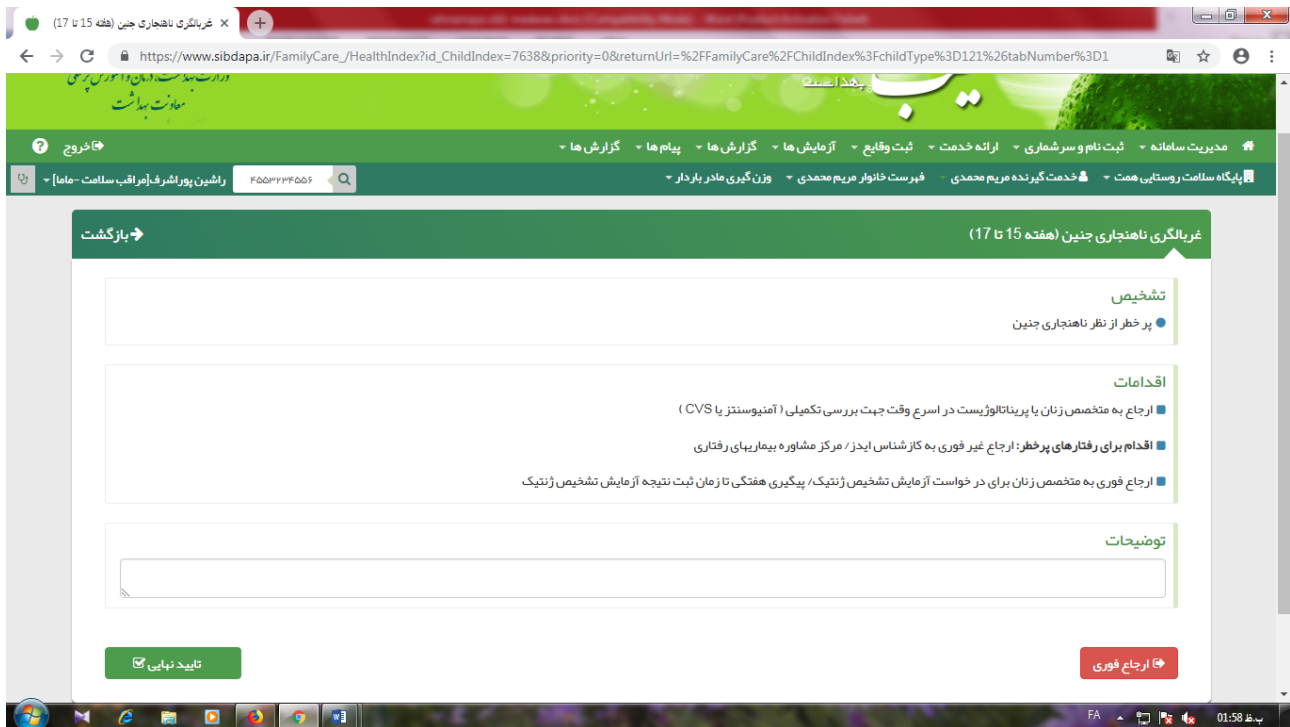 غربالگری ناهنجاری جنین (هفته 15 تا 17)
https://www.sibdapa.ir/FamilyCare_/HealthIndex?id_ChildIndex=7638&priority=0&returnUrl=%2FFamilyCare%2FChildIndex%3FchildType%3D121%26tabNumber%3D1
معاونت بهداشت
مدیریت سامانه ثبت نام و سرشماری ارائه خدمت ثبت وقایع آزمایش ها گزارش ها پیام ها گزارش ها خروج
پایگاه سلامت روستایی همت خدمت گیرنده مریم محمدی فهرست خانوار مریم محمدی وزن گیری مادر باردار ۴۵۵۳۲۳۴۵۵۶ راشین پوراشرف[مراقب سلامت -ماما]
غربالگری ناهنجاری جنین (هفته 15 تا 17) بازگشت
تشخیص
پر خطر از نظر ناهنجاری جنین
اقدامات
ارجاع به متخصص زنان یا پریناتالوژیست در اسرع وقت جهت بررسی تکمیلی ( آمنیوسنتز یا CVS )
اقدام برای رفتارهای پرخطر: ارجاع غیر فوری به کارشناس ایدز/ مرکز مشاوره بیماریهای رفتاری
ارجاع فوری به متخصص زنان برای در خواست آزمایش تشخیص ژنتیک/ پیگیری هفتگی تا زمان ثبت نتیجه آزمایش تشخیص ژنتیک
توضیحات
ارجاع فوری تایید نهایی
FA 01:58 ب.ظ